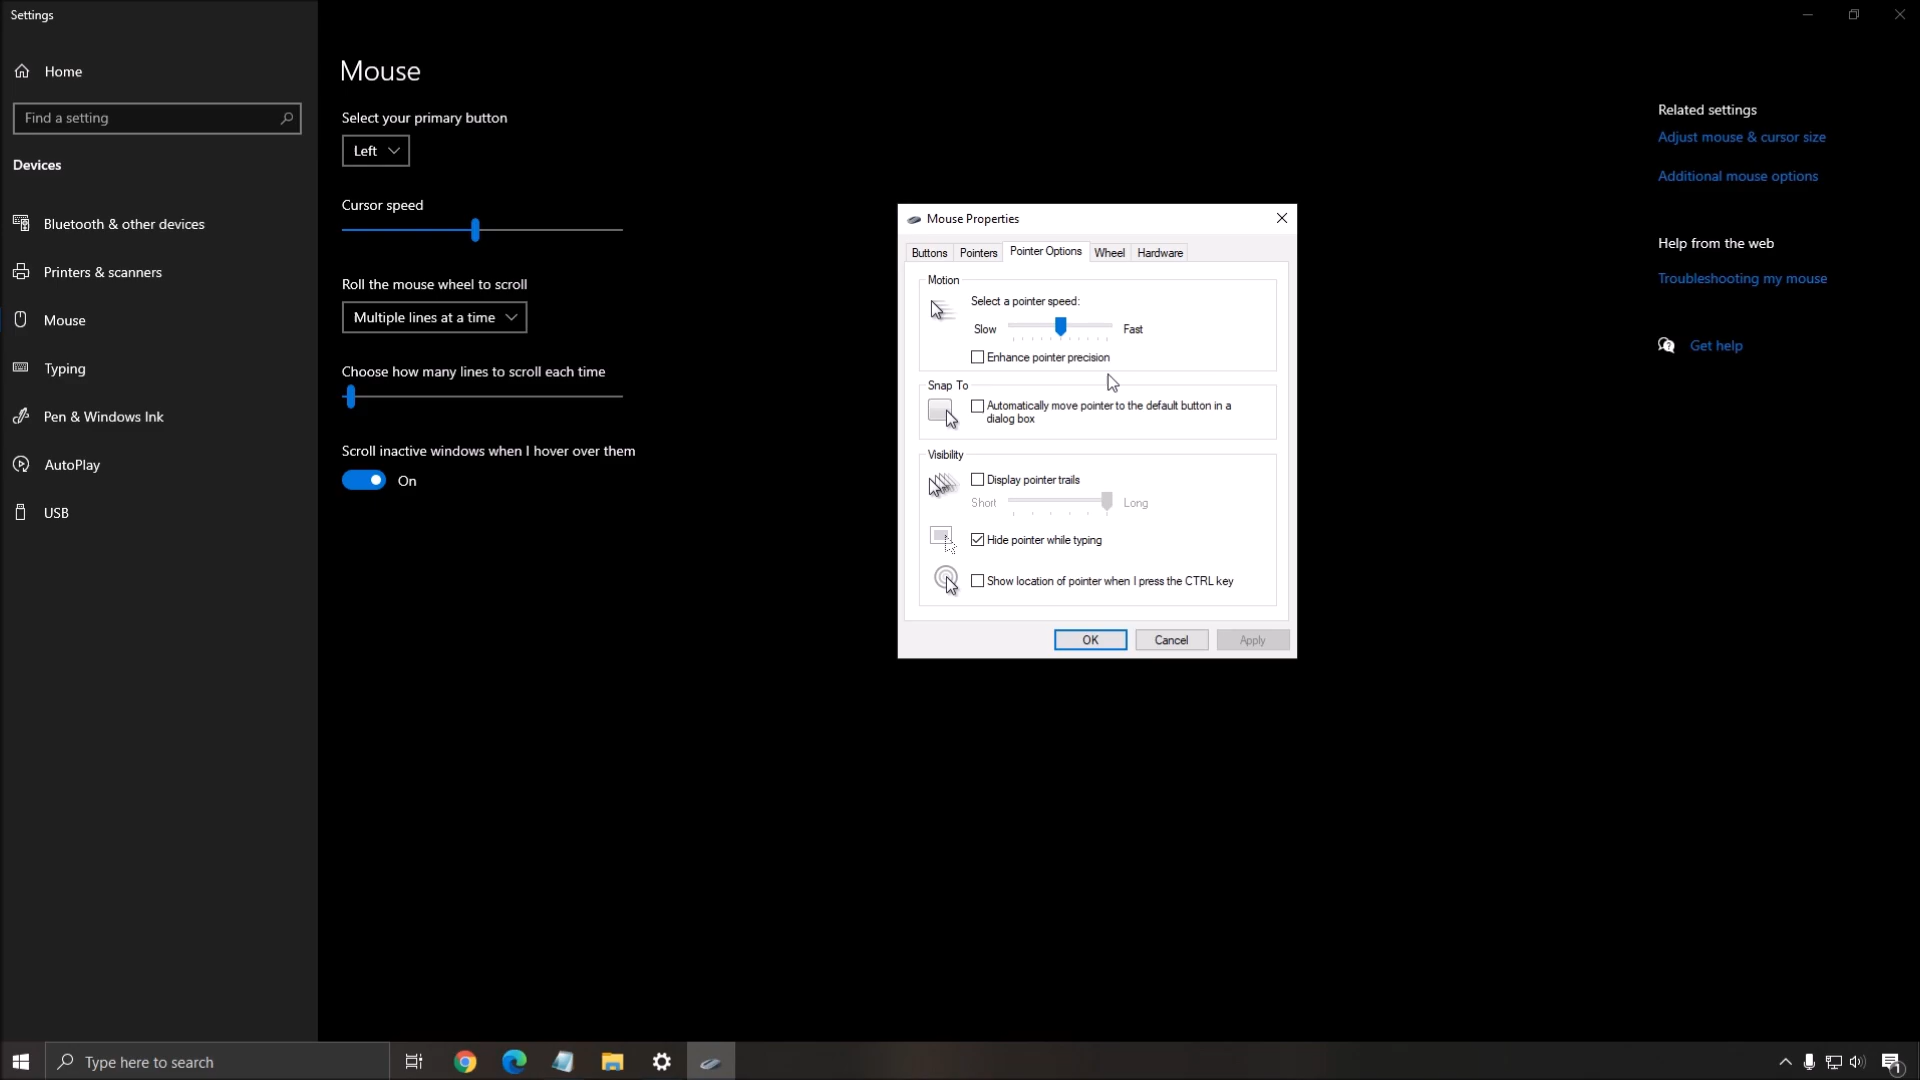 Settings
Home
Find a setting
Devices
Bluetooth & other devices
Printers & scanners
Mouse
Typing
Pen & Windows Ink
AutoPlay
USB
Mouse
Select your primary button
Left
Cursor speed
Roll the mouse wheel to scroll
Multiple lines at a time
Choose how many lines to scroll each time
Scroll inactive windows when I hover over them
On
Mouse Properties
Buttons Pointers Pointer Options Wheel Hardware
Motion
Select a pointer speed:
Slow Fast
Enhance pointer precision
Snap To
Automatically move pointer to the default button in a
dialog box
Visibility
Display pointer trails
Short Long
Hide pointer while typing
Show location of pointer when I press the CTRL key
OK Cancel Apply
Related settings
Adjust mouse & cursor size
Additional mouse options
Help from the web
Troubleshooting my mouse
Get help
Type here to search
1